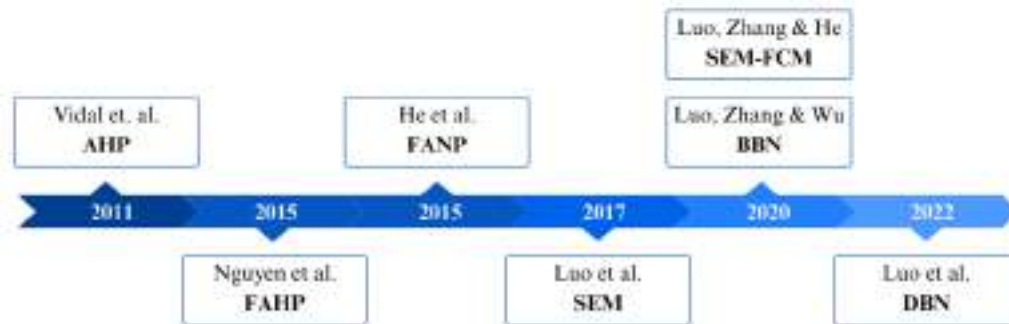 Luo, Zhang & He
SEM-FCM
Vidal et. al.
AHP
He et al.
FANP
Luo, Zhang & Wu
BBN
2011
2015
2015
2017
2020
2022
Nguyen et al.
FAHP
Luo et al.
SEM
Luo et al.
DBN